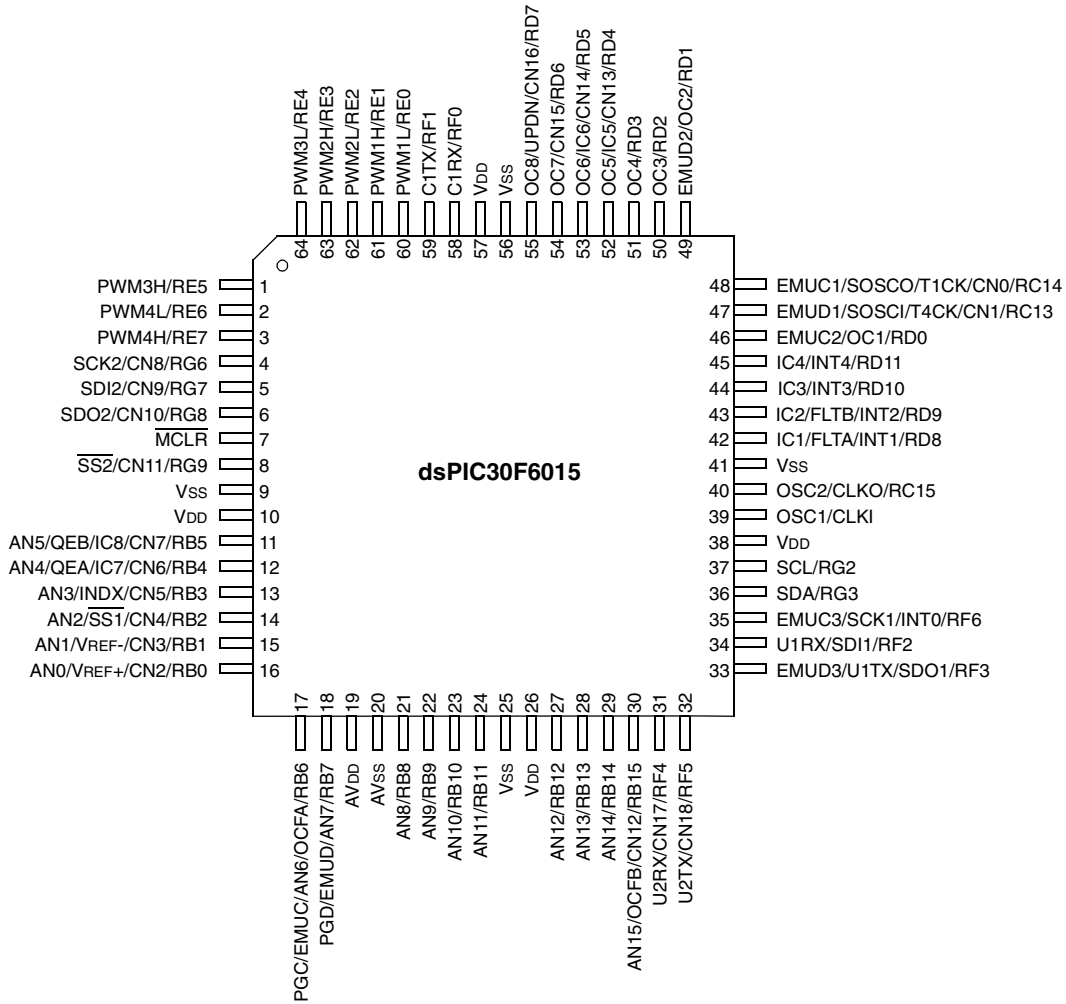 PWM3L/RE4
PWM2H/RE3
PWM2L/RE2
PWM1H/RE1
PWM1L/RE0
C1TX/RF1
C1RX/RF0
VDD
VSS
OC8/UPDN/CN16/RD7
OC7/CN15/RD6
OC6/IC6/CN14/RD5
OC5/IC5/CN13/RD4
OC4/RD3
OC3/RD2
EMUD2/OC2/RD1
64
63
62
61
60
59
58
57
56
55
54
53
52
51
50
49
PWM3H/RE5 1
PWM4L/RE6 2
PWM4H/RE7 3
SCK2/CN8/RG6 4
SDI2/CN9/RG7 5
SDO2/CN10/RG8 6
MCLR 7
SS2/CN11/RG9 8
VSS 9
VDD 10
AN5/QEB/IC8/CN7/RB5 11
AN4/QEA/IC7/CN6/RB4 12
AN3/INDX/CN5/RB3 13
AN2/SS1/CN4/RB2 14
AN1/VREF-/CN3/RB1 15
AN0/VREF+/CN2/RB0 16
dsPIC30F6015
48 EMUC1/SOSCO/T1CK/CN0/RC14
47 EMUD1/SOSCI/T4CK/CN1/RC13
46 EMUC2/OC1/RD0
45 IC4/INT4/RD11
44 IC3/INT3/RD10
43 IC2/FLTB/INT2/RD9
42 IC1/FLTA/INT1/RD8
41 VSS
40 OSC2/CLKO/RC15
39 OSC1/CLKI
38 VDD
37 SCL/RG2
36 SDA/RG3
35 EMUC3/SCK1/INT0/RF6
34 U1RX/SDI1/RF2
33 EMUD3/U1TX/SDO1/RF3
17
18
19
20
21
22
23
24
25
26
27
28
29
30
31
32
PGC/EMUC/AN6/OCFA/RB6
PGD/EMUD/AN7/RB7
AVDD
AVSS
AN8/RB8
AN9/RB9
AN10/RB10
AN11/RB11
VSS
VDD
AN12/RB12
AN13/RB13
AN14/RB14
AN15/OCFB/CN12/RB15
U2RX/CN17/RF4
U2TX/CN18/RF5